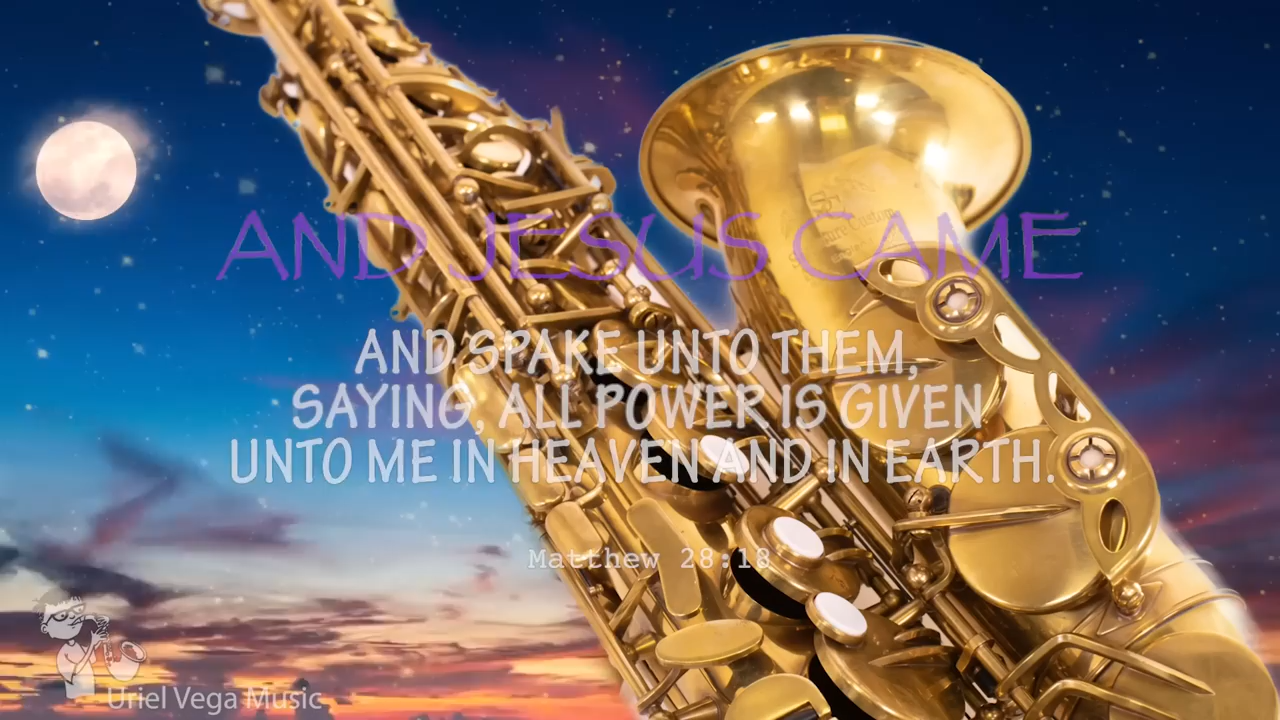 AND JESUS CAME
AND SPAKE UNTO THEM,
SAYING, ALL POWER IS GIVEN
UNTO ME IN HEAVEN AND IN EARTH.
Matthew 28:18
Uriel Vega Music